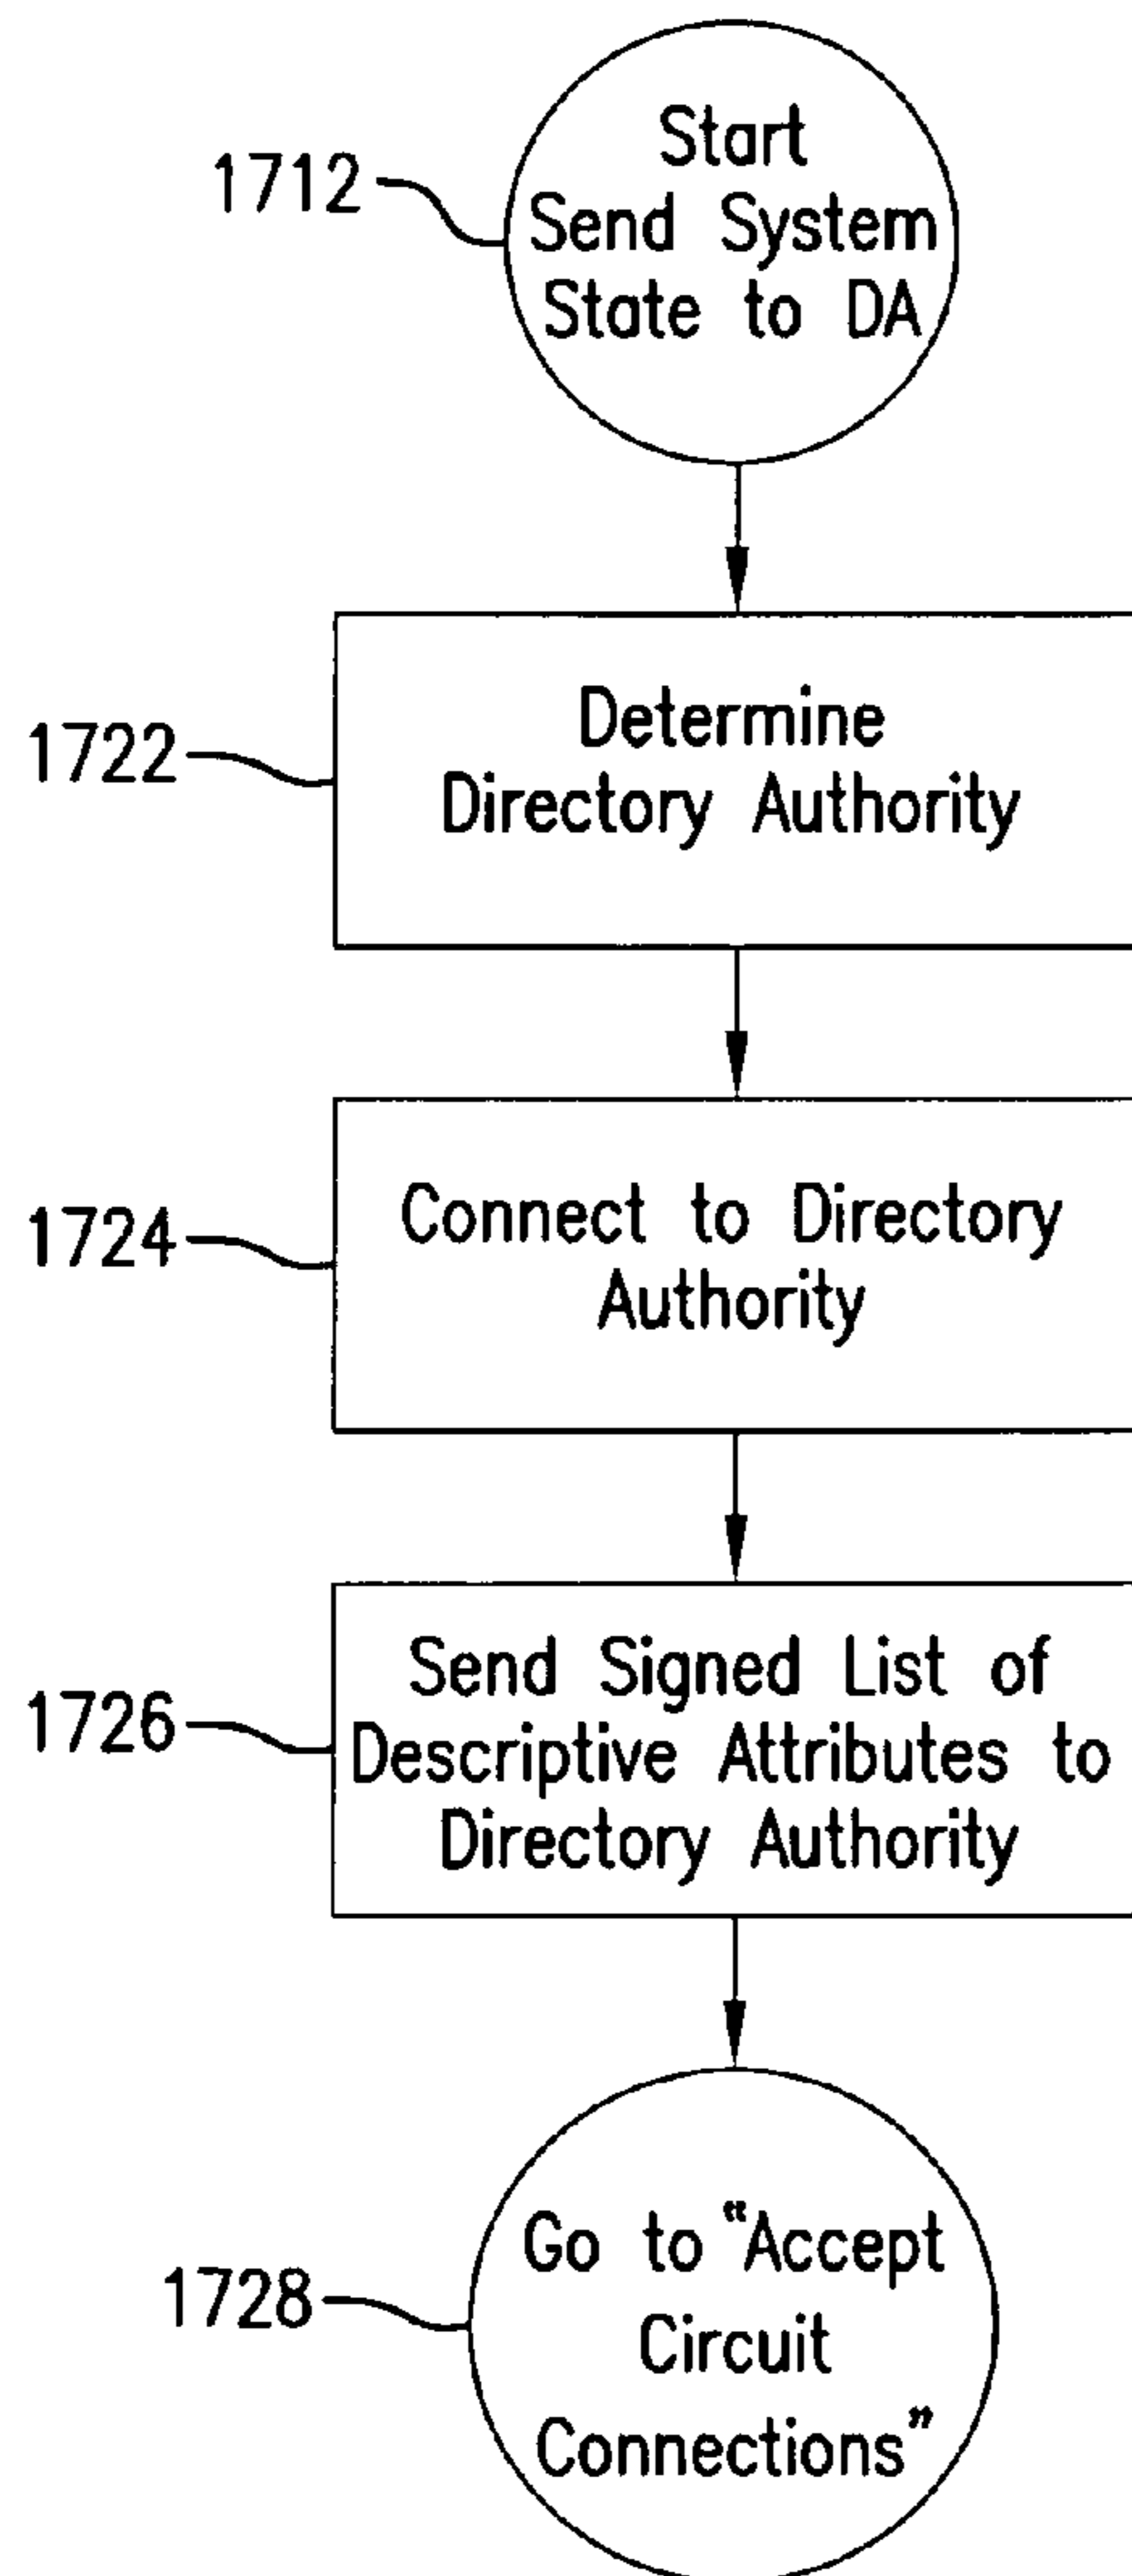 Start
1712
Send System
State to DA
Determine
1722
Directory Authority
Connect to Directory
1724
Authority
Send Signed List of
1726
Descriptive Attributes to
Directory Authority
Go to "Accept
1728
Circuit
Connections"